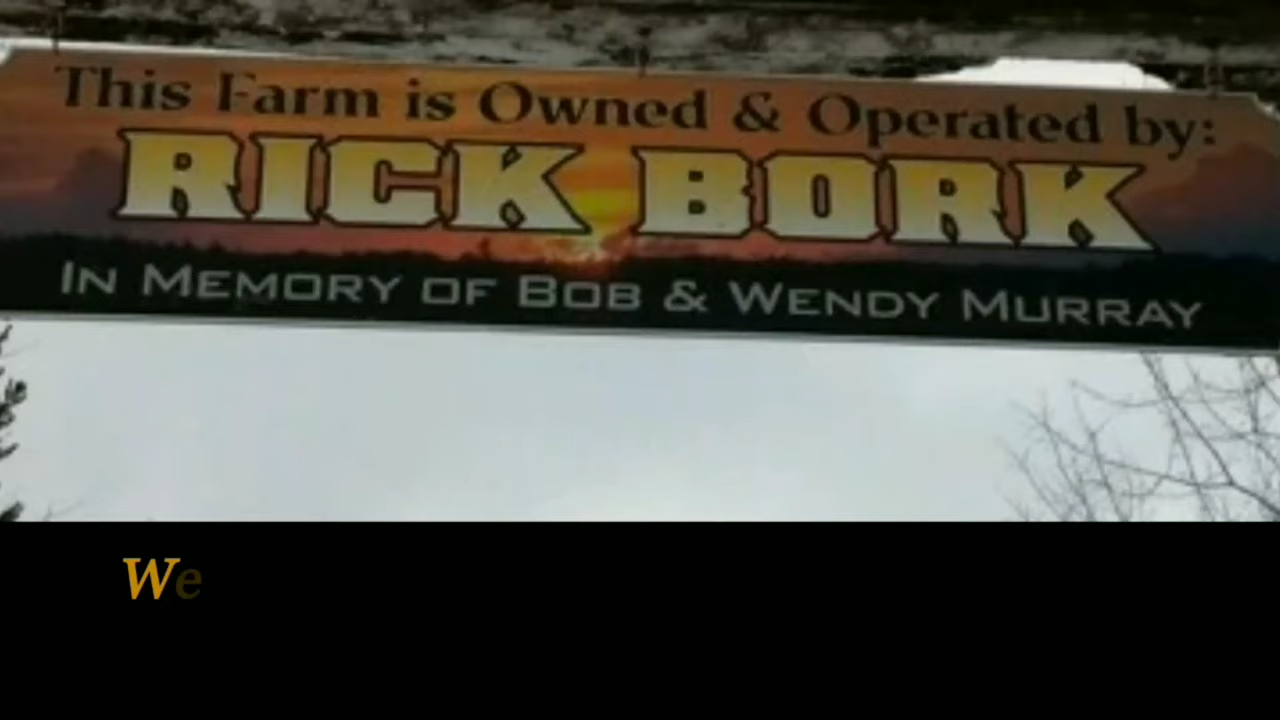 This Farm is Owned & Operated by:
RICK BORK
IN MEMORY OF BOB & WENDY MURRAY
We